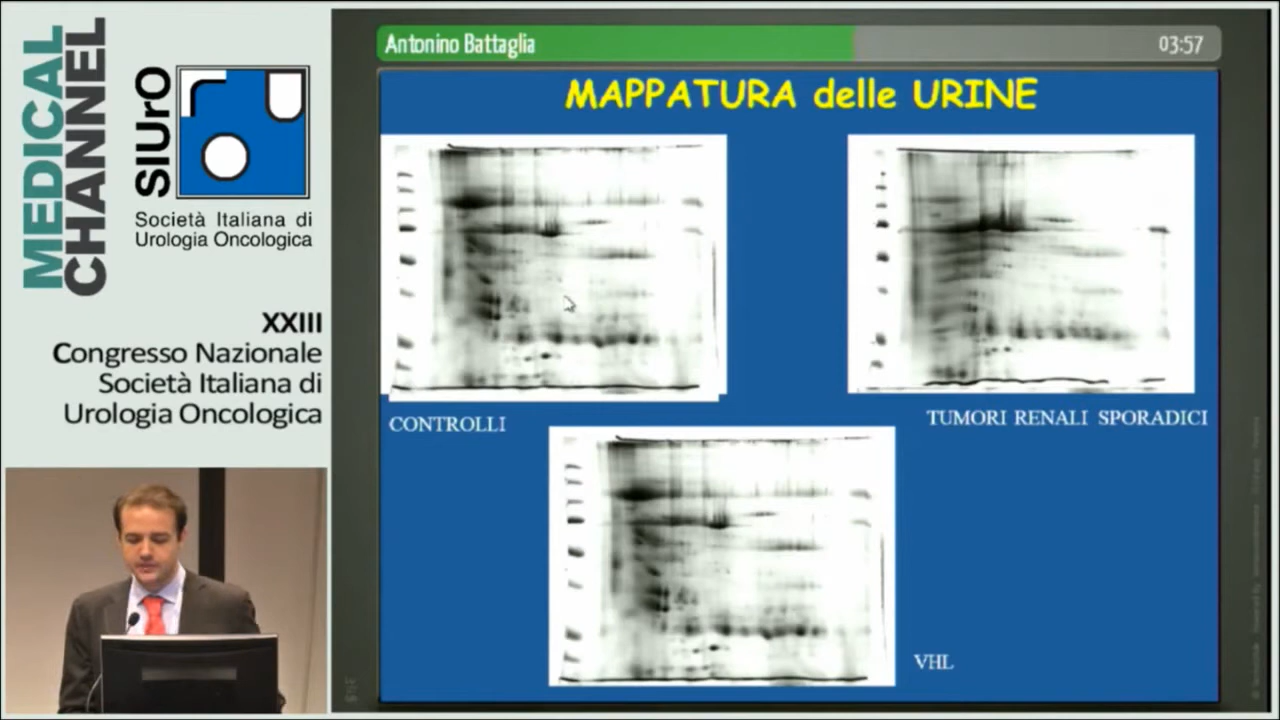 MEDICAL
CHANNEL
SIUrO
Società Italiana di
Urologia Oncologica
XXIII
Congresso Nazionale
Società Italiana di
Urologia Oncologica
Antonino Battaglia
03:57
MAPPATURA delle URINE
CONTROLLI
TUMORI RENALI SPORADICI
VHL